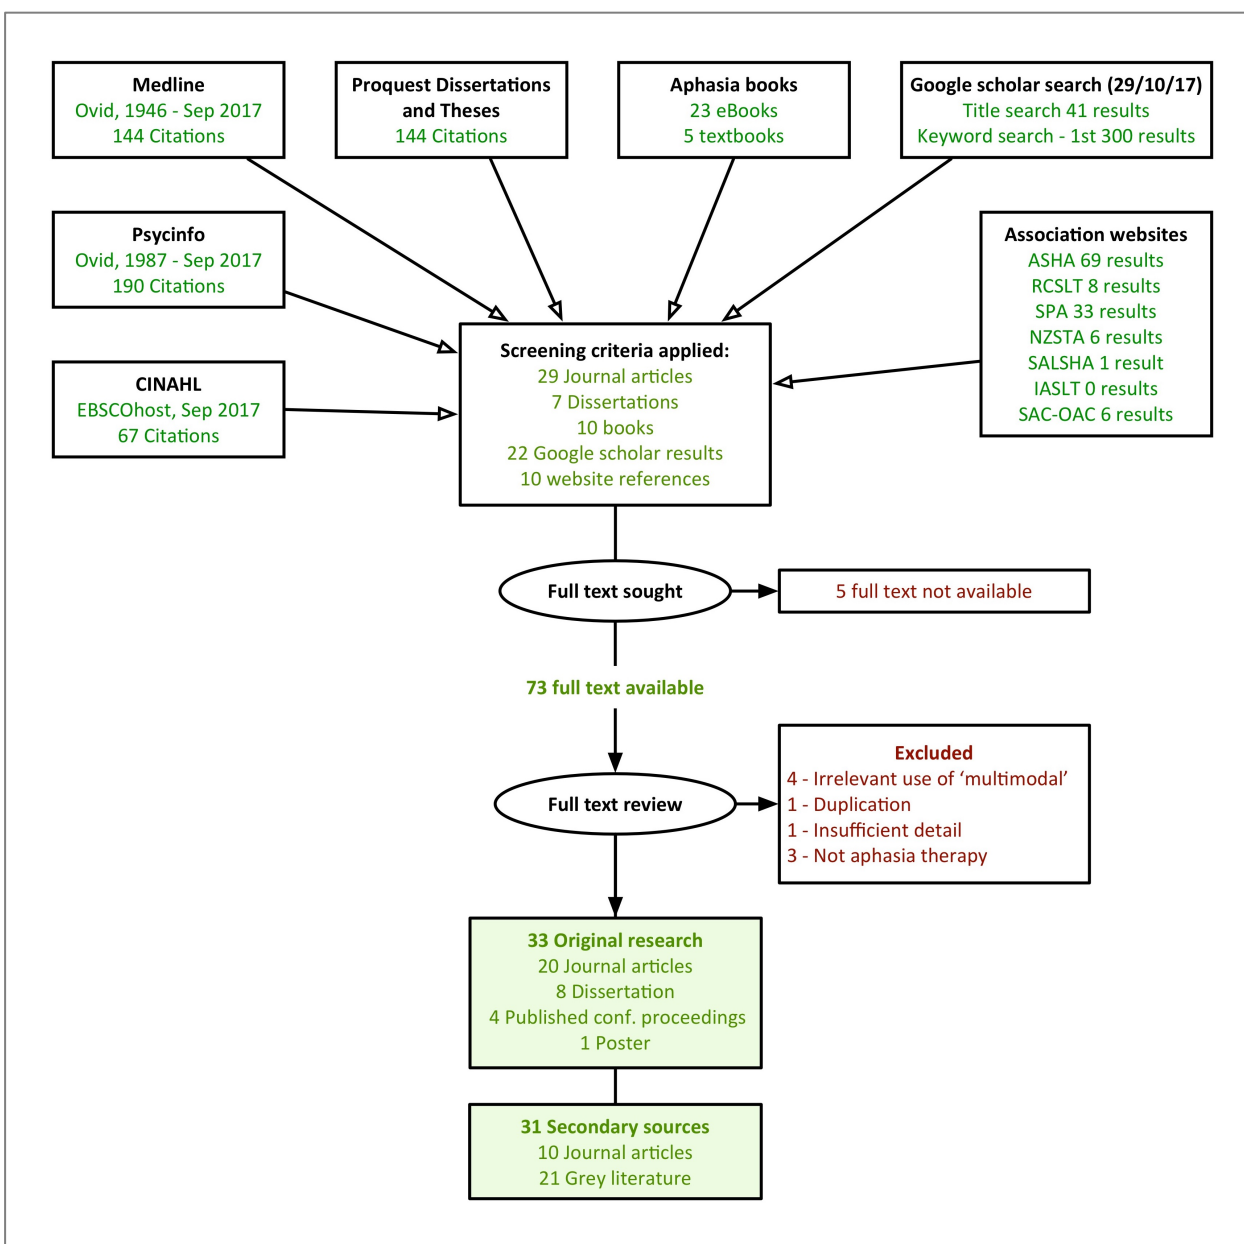 Medline
Ovid, 1946 - Sep 2017
144 Citations
Proquest Dissertations
and Theses
144 Citations
Aphasia books
23 eBooks
5 textbooks
Google scholar search (29/10/17)
Title search 41 results
Keyword search - 1st 300 results
Psycinfo
Ovid, 1987 - Sep 2017
190 Citations
Association websites
ASHA 69 results
RCSLT 8 results
SPA 33 results
NZSTA 6 results
SALSHA 1 result
IASLT 0 results
SAC-OAC 6 results
CINAHL
EBSCOhost, Sep 2017
67 Citations
Screening criteria applied:
29 Journal articles
7 Dissertations
10 books
22 Google scholar results
10 website references
Full text sought
5 full text not available
73 full text available
Full text review
Excluded
4 - Irrelevant use of ‘multimodal’
1 - Duplication
1 - Insufficient detail
3 - Not aphasia therapy
33 Original research
20 Journal articles
8 Dissertation
4 Published conf. proceedings
1 Poster
31 Secondary sources
10 Journal articles
21 Grey literature